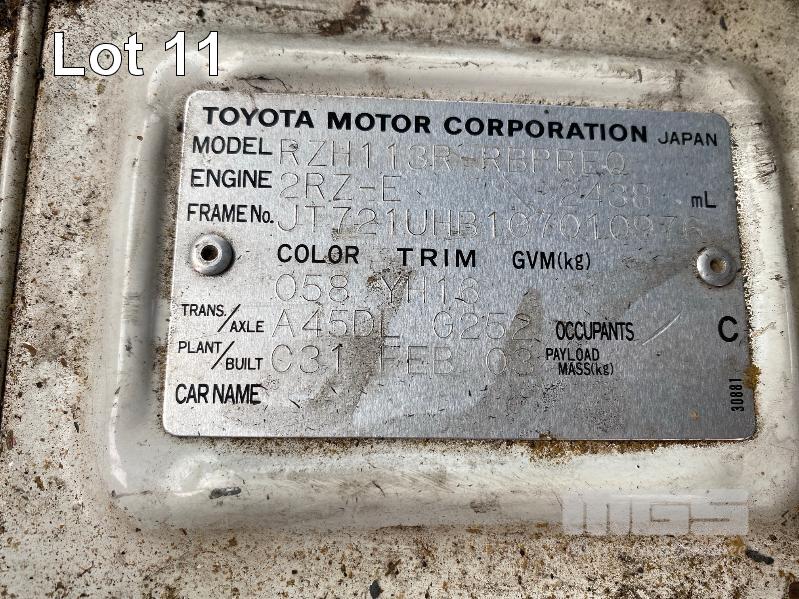 Lot 11
TOYOTA MOTOR CORPORATION JAPAN
MODEL RZH113R-RBPREQ
ENGINE 2RZ-E 2438 mL
FRAME No. JT721UHB107010976
COLOR TRIM GVM(kg)
058 YH13
TRANS./AXLE A45DL G252 OCCUPANTS / C
PLANT/BUILT C31 FEB 03 PAYLOAD MASS(kg)
CAR NAME
30881
MGS